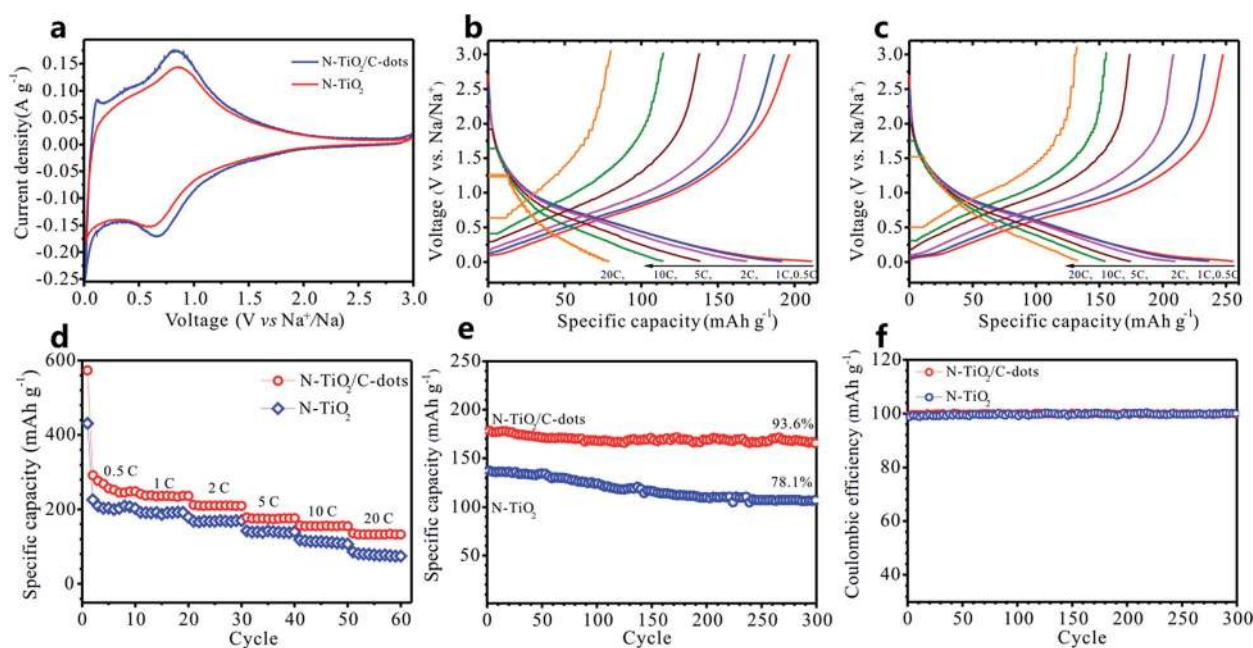 a
0.15
0.10
0.05
0.00
-0.05
-0.10
-0.15
-0.20
-0.25
Current density(A g⁻¹)
N-TiO₂/C-dots
N-TiO₂
0.0 0.5 1.0 1.5 2.0 2.5 3.0
Voltage (V vs Na⁺/Na)
b
3.0
2.5
2.0
1.5
1.0
0.5
0.0
Voltage (V vs. Na/Na⁺)
20C, 10C, 5C, 2C, 1C,0.5C
0 50 100 150 200
Specific capacity (mAh g⁻¹)
c
3.0
2.5
2.0
1.5
1.0
0.5
0.0
Voltage (V vs. Na/Na⁺)
20C, 10C, 5C, 2C, 1C,0.5C
0 50 100 150 200 250
Specific capacity (mAh g⁻¹)
d
600
400
200
0
Specific capacity (mAh g⁻¹)
N-TiO₂/C-dots
N-TiO₂
0.5 C
1 C
2 C
5 C
10 C
20 C
0 10 20 30 40 50 60
Cycle
e
250
200
150
100
50
Specific capacity (mAh g⁻¹)
N-TiO₂/C-dots
93.6%
78.1%
N-TiO₂
0 50 100 150 200 250 300
Cycle
f
120
100
80
60
40
Coulombic efficiency (mAh g⁻¹)
N-TiO₂/C-dots
N-TiO₂
0 50 100 150 200 250 300
Cycle